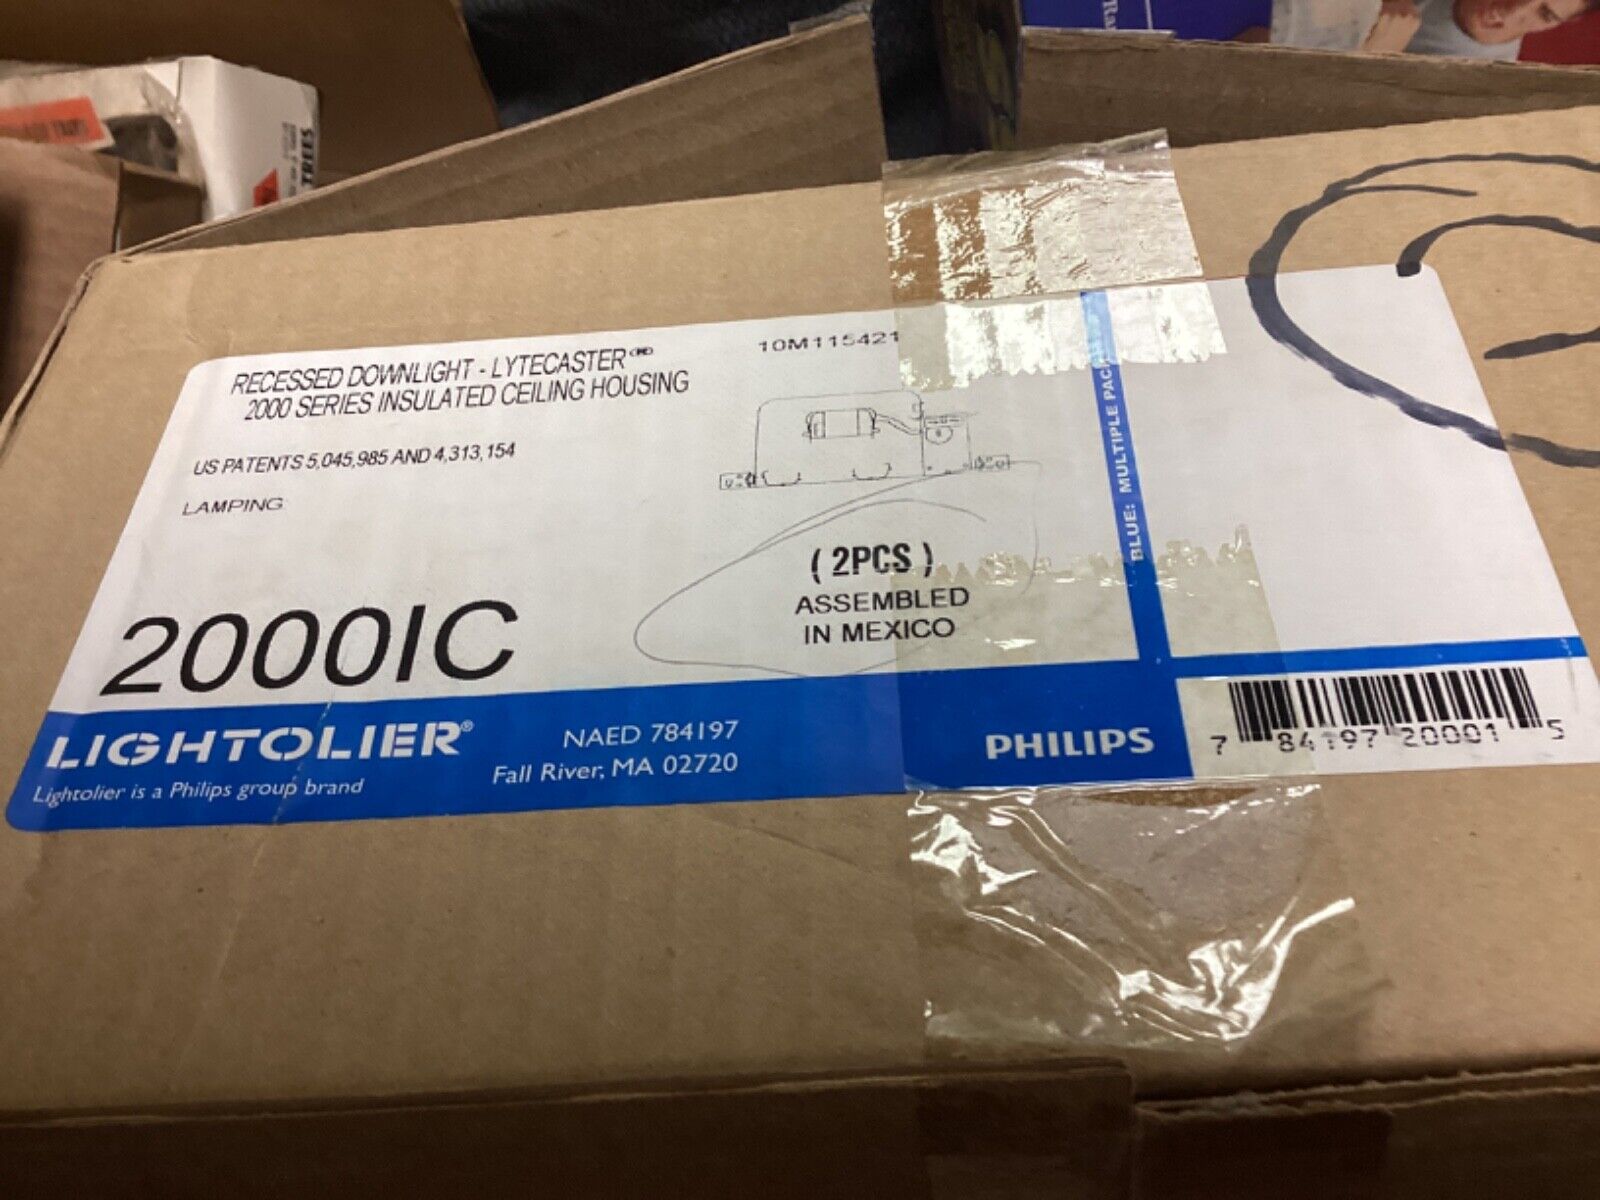 TREES
Ra
RECESSED DOWNLIGHT - LYTECASTER®
2000 SERIES INSULATED CEILING HOUSING
10M115421
US PATENTS 5,045,985 AND 4,313,154
LAMPING
(2PCS)
ASSEMBLED
IN MEXICO
BLUE: MULTIPLE PACK
2000IC
LIGHTOLIER®
Lightolier is a Philips group brand
NAED 784197
Fall River, MA 02720
PHILIPS
7 84197 20001 5